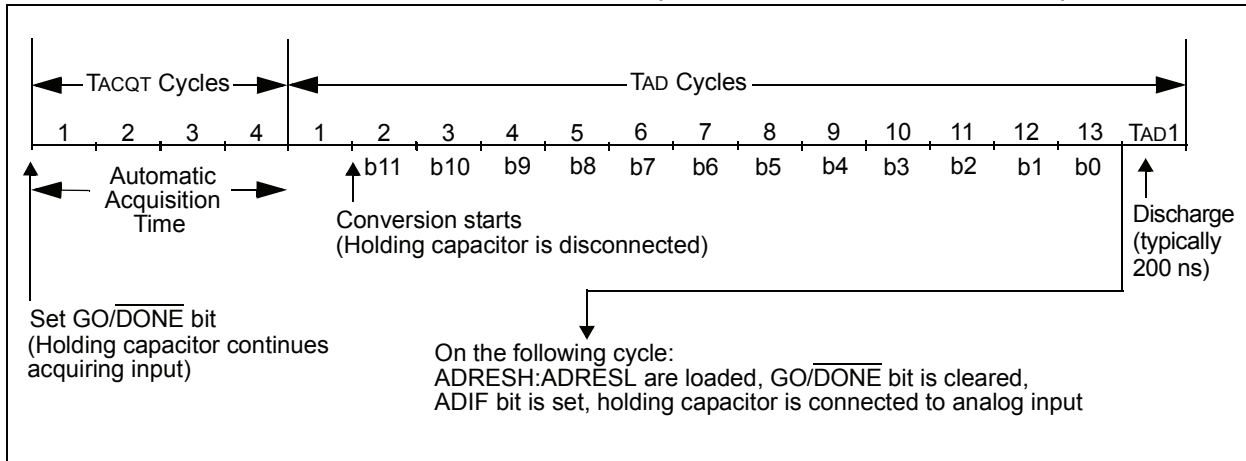 TACQT Cycles
TAD Cycles
1 2 3 4 1 2 3 4 5 6 7 8 9 10 11 12 13 TAD1
b11 b10 b9 b8 b7 b6 b5 b4 b3 b2 b1 b0
Automatic
Acquisition
Time
Conversion starts
(Holding capacitor is disconnected)
Discharge
(typically
200 ns)
Set GO/DONE bit
(Holding capacitor continues
acquiring input)
On the following cycle:
ADRESH:ADRESL are loaded, GO/DONE bit is cleared,
ADIF bit is set, holding capacitor is connected to analog input